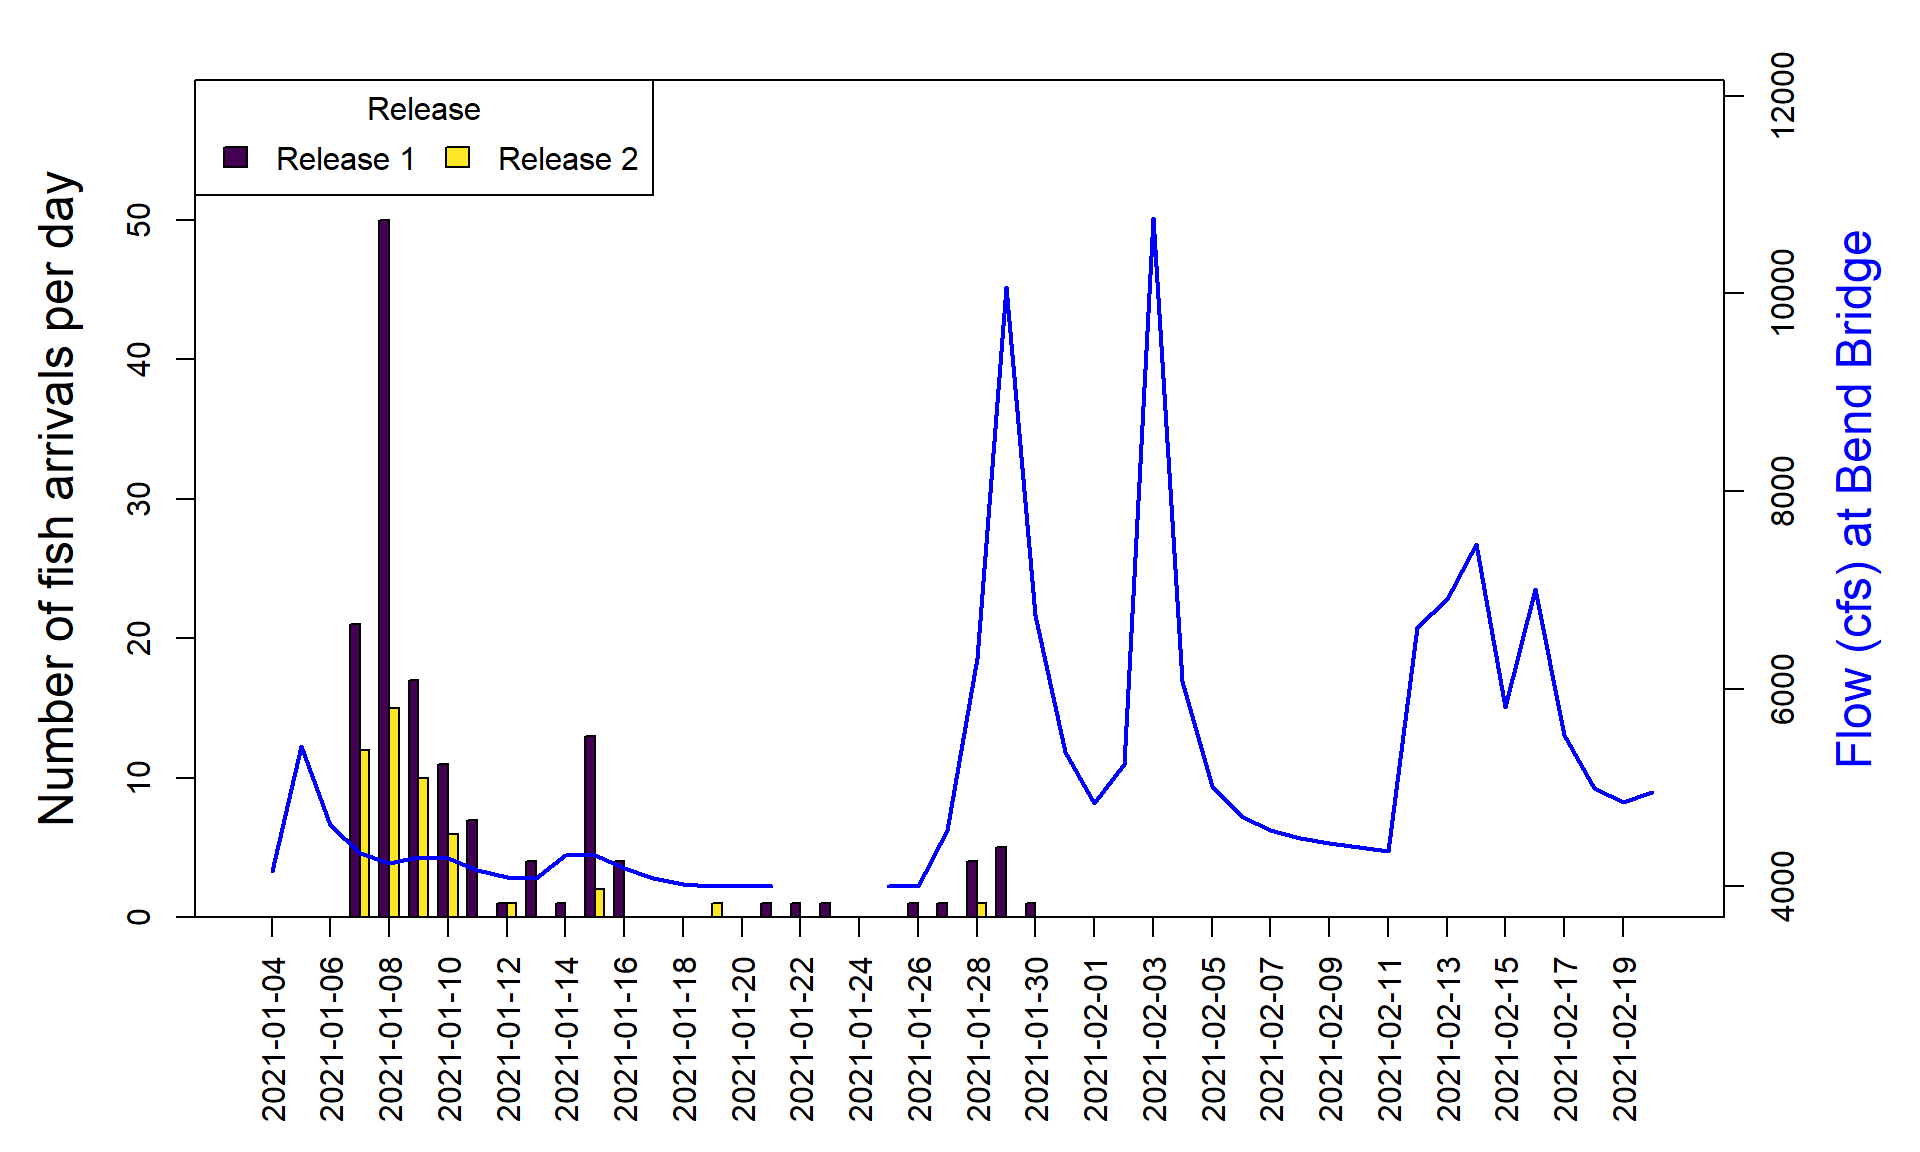 Release
Release 1 Release 2
Number of fish arrivals per day
0 10 20 30 40 50
2021-01-04 2021-01-06 2021-01-08 2021-01-10 2021-01-12 2021-01-14 2021-01-16 2021-01-18 2021-01-20 2021-01-22 2021-01-24 2021-01-26 2021-01-28 2021-01-30 2021-02-01 2021-02-03 2021-02-05 2021-02-07 2021-02-09 2021-02-11 2021-02-13 2021-02-15 2021-02-17 2021-02-19
4000 6000 8000 10000 12000
Flow (cfs) at Bend Bridge